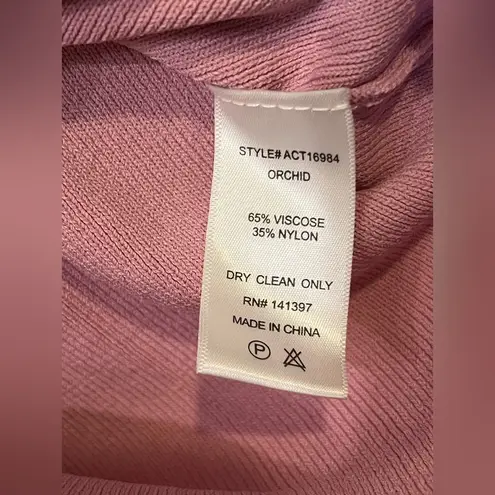 STYLE# ACT16984
ORCHID
65% VISCOSE
35% NYLON
DRY CLEAN ONLY
RN# 141397
MADE IN CHINA
P